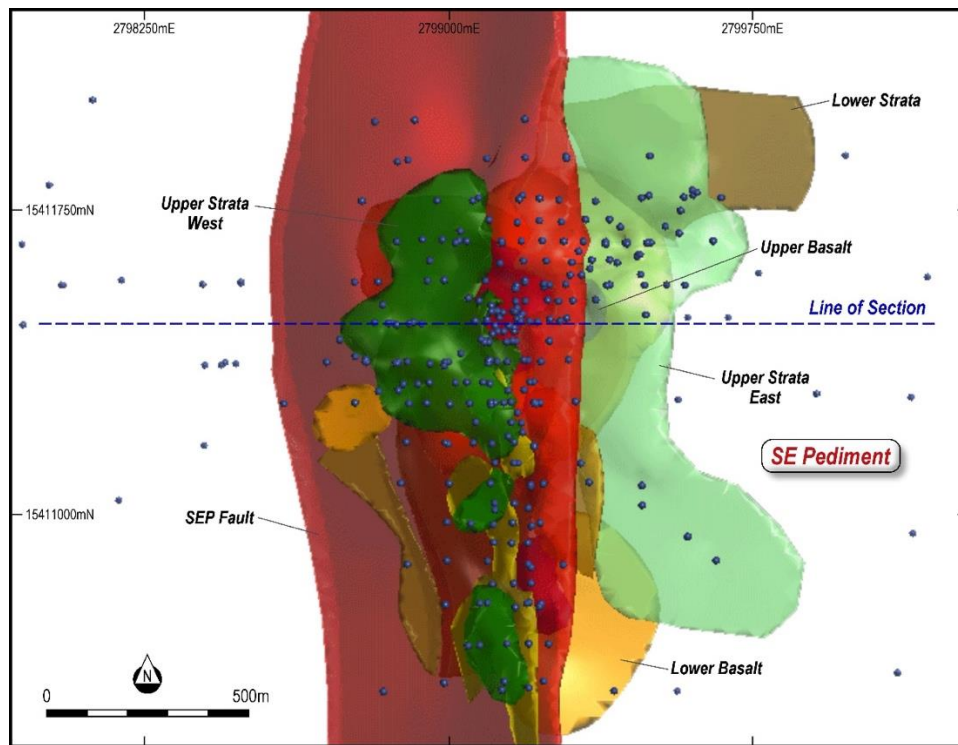 2798250mE
2799000mE
2799750mE
Lower Strata
15411750mN
Upper Strata
West
Upper Basalt
Line of Section
Upper Strata
East
SE Pediment
15411000mN
SEP Fault
Lower Basalt
N
0
500m